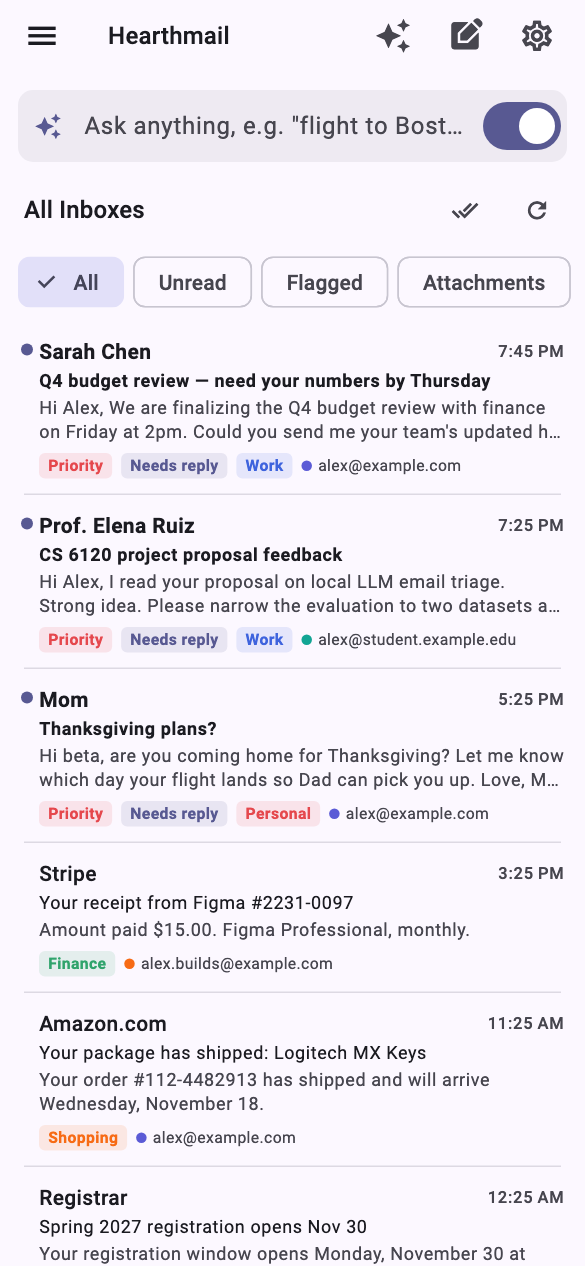 Hearthmail
Ask anything, e.g. "flight to Bost…
All Inboxes
All
Unread
Flagged
Attachments
Sarah Chen
7:45 PM
Q4 budget review — need your numbers by Thursday
Hi Alex, We are finalizing the Q4 budget review with finance
on Friday at 2pm. Could you send me your team's updated h…
Priority Needs reply Work alex@example.com
Prof. Elena Ruiz
7:25 PM
CS 6120 project proposal feedback
Hi Alex, I read your proposal on local LLM email triage.
Strong idea. Please narrow the evaluation to two datasets a…
Priority Needs reply Work alex@student.example.edu
Mom
5:25 PM
Thanksgiving plans?
Hi beta, are you coming home for Thanksgiving? Let me know
which day your flight lands so Dad can pick you up. Love, M…
Priority Needs reply Personal alex@example.com
Stripe
3:25 PM
Your receipt from Figma #2231-0097
Amount paid $15.00. Figma Professional, monthly.
Finance alex.builds@example.com
Amazon.com
11:25 AM
Your package has shipped: Logitech MX Keys
Your order #112-4482913 has shipped and will arrive
Wednesday, November 18.
Shopping alex@example.com
Registrar
12:25 AM
Spring 2027 registration opens Nov 30
Your registration window opens Monday, November 30 at